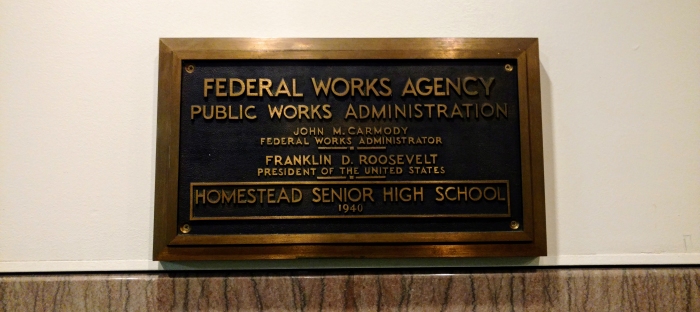 FEDERAL WORKS AGENCY
PUBLIC WORKS ADMINISTRATION
JOHN M. CARMODY
FEDERAL WORKS ADMINISTRATOR
FRANKLIN D. ROOSEVELT
PRESIDENT OF THE UNITED STATES
HOMESTEAD SENIOR HIGH SCHOOL
1940